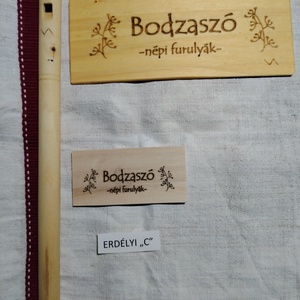 Bodzaszó
-népi furulyák-
Bodzaszó
-népi furulyák-
ERDÉLYI „C”